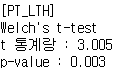 [PT_LTH]
Welch's t-test
t 통계량 : 3.005
p-value : 0.003